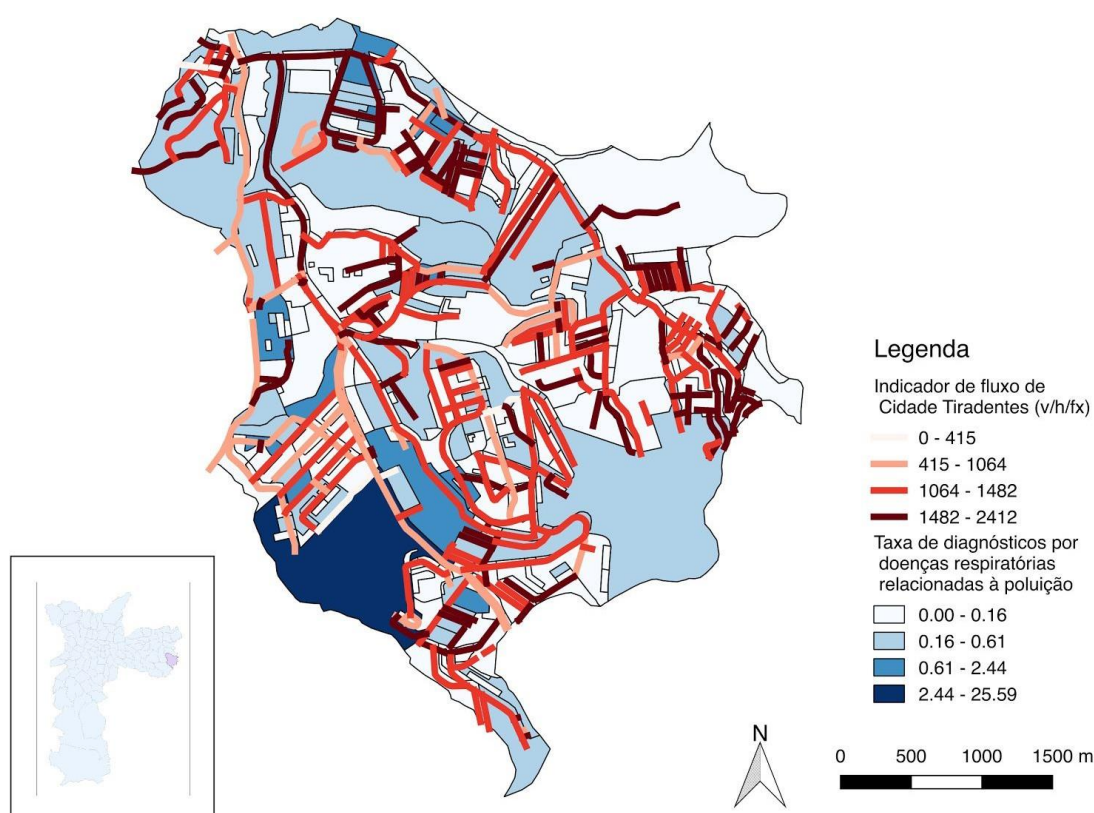 Legenda
Indicador de fluxo de
Cidade Tiradentes (v/h/fx)
0 - 415
415 - 1064
1064 - 1482
1482 - 2412
Taxa de diagnósticos por
doenças respiratórias
relacionadas à poluição
0.00 - 0.16
0.16 - 0.61
0.61 - 2.44
2.44 - 25.59
N
0 500 1000 1500 m